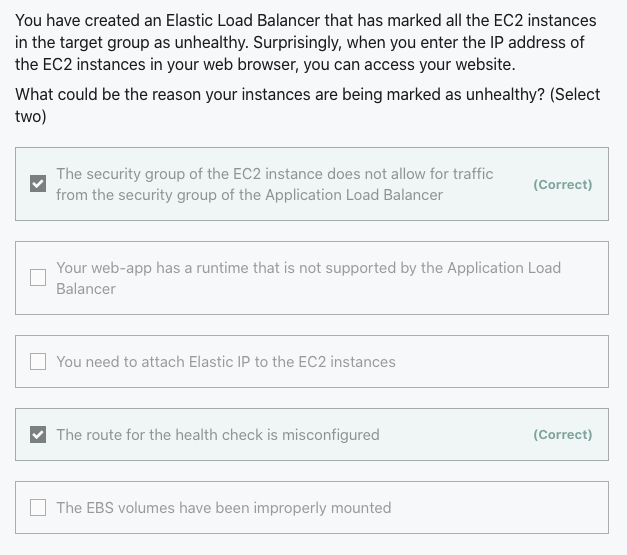 You have created an Elastic Load Balancer that has marked all the EC2 instances
in the target group as unhealthy. Surprisingly, when you enter the IP address of
the EC2 instances in your web browser, you can access your website.
What could be the reason your instances are being marked as unhealthy? (Select
two)
The security group of the EC2 instance does not allow for traffic
from the security group of the Application Load Balancer
(Correct)
Your web-app has a runtime that is not supported by the Application Load
Balancer
You need to attach Elastic IP to the EC2 instances
The route for the health check is misconfigured
(Correct)
The EBS volumes have been improperly mounted